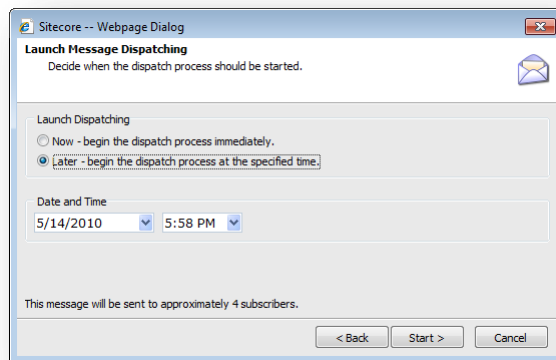 Sitecore -- Webpage Dialog
Launch Message Dispatching
Decide when the dispatch process should be started.
Launch Dispatching
Now - begin the dispatch process immediately.
Later - begin the dispatch process at the specified time.
Date and Time
5/14/2010 5:58 PM
This message will be sent to approximately 4 subscribers.
< Back Start > Cancel